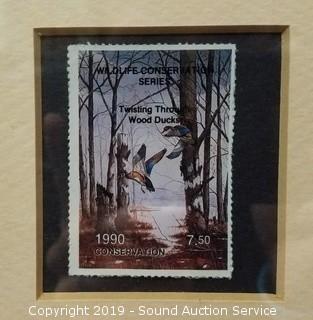 WILDLIFE CONSERVATION
SERIES
Twisting Through
Wood Ducks
1990 7.50
CONSERVATION
Copyright 2019 - Sound Auction Service